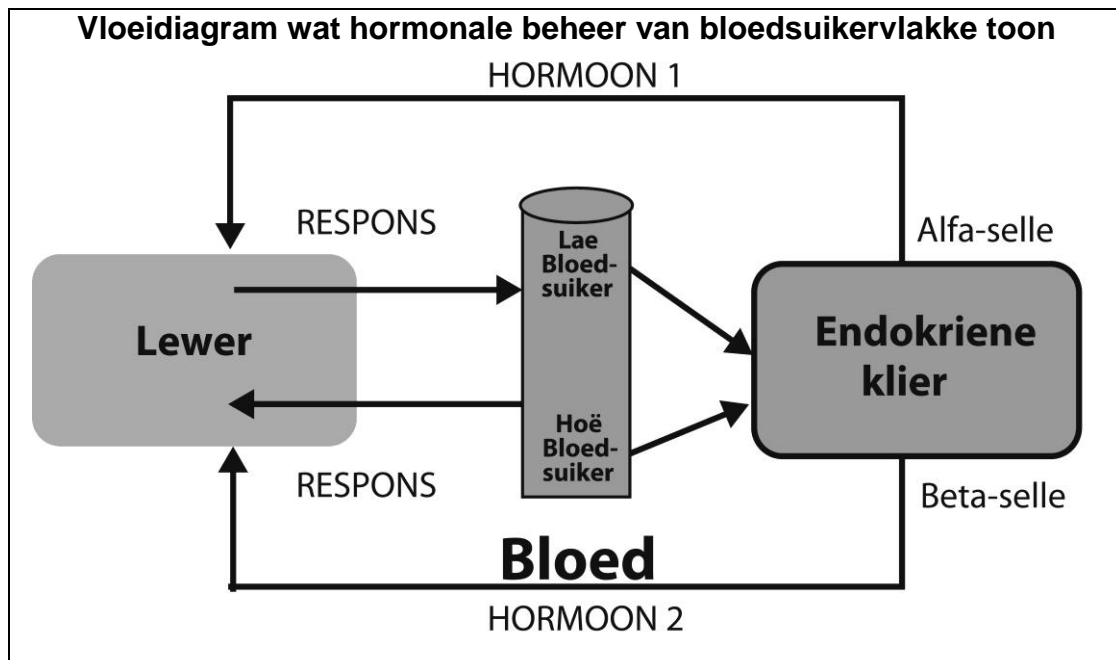 Vloeidiagram wat hormonale beheer van bloedsuikervlakke toon
HORMOON 1
RESPONS
Lae
Bloed-
suiker
Alfa-selle
Lewer
Endokriene
klier
Hoë
Bloed-
suiker
RESPONS
Beta-selle
Bloed
HORMOON 2